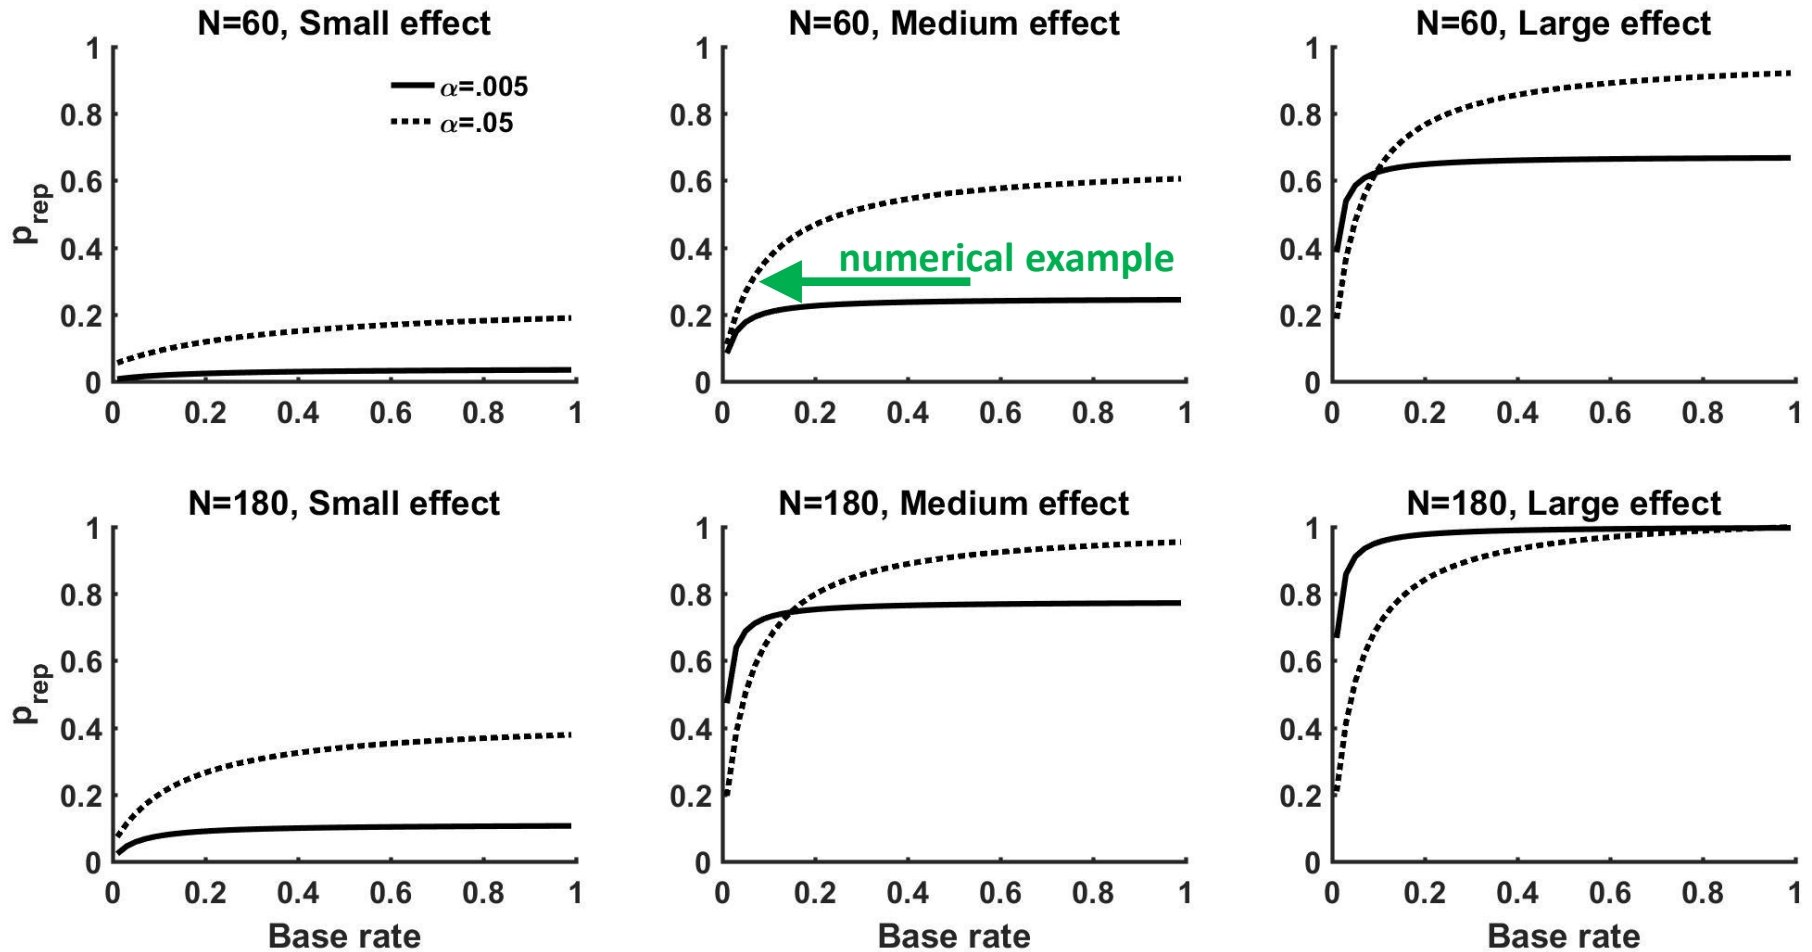 N=60, Small effect
α=.005
α=.05
1
0.8
0.6
0.4
0.2
0
p_rep
0 0.2 0.4 0.6 0.8 1
N=60, Medium effect
numerical example
1
0.8
0.6
0.4
0.2
0
0 0.2 0.4 0.6 0.8 1
N=60, Large effect
1
0.8
0.6
0.4
0.2
0
0 0.2 0.4 0.6 0.8 1
N=180, Small effect
1
0.8
0.6
0.4
0.2
0
p_rep
0 0.2 0.4 0.6 0.8 1
Base rate
N=180, Medium effect
1
0.8
0.6
0.4
0.2
0
0 0.2 0.4 0.6 0.8 1
Base rate
N=180, Large effect
1
0.8
0.6
0.4
0.2
0
0 0.2 0.4 0.6 0.8 1
Base rate